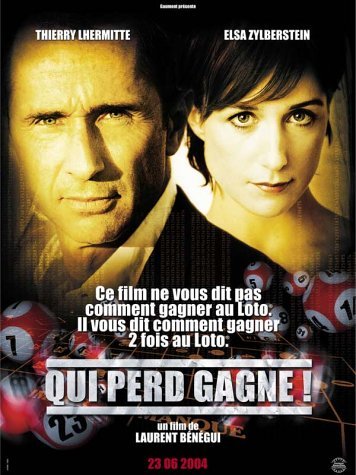 Gaumont présente
THIERRY LHERMITTE ELSA ZYLBERSTEIN
Ce film ne vous dit pas
comment gagner au Loto.
Il vous dit comment gagner
2 fois au Loto.
QUI PERD GAGNE !
un film de
LAURENT BÉNÉGUI
MANQUE
23 06 2004